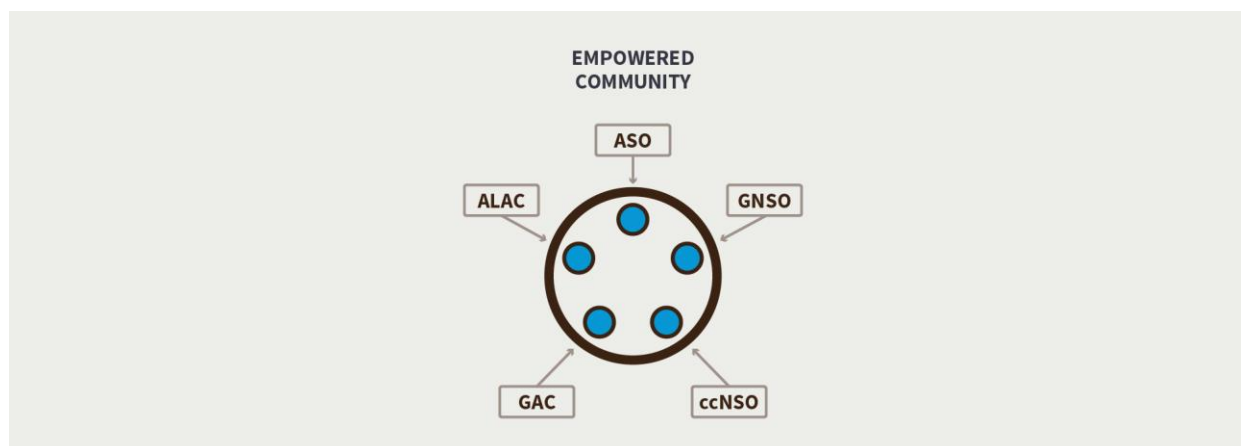 EMPOWERED
COMMUNITY
ASO
ALAC
GNSO
GAC
ccNSO